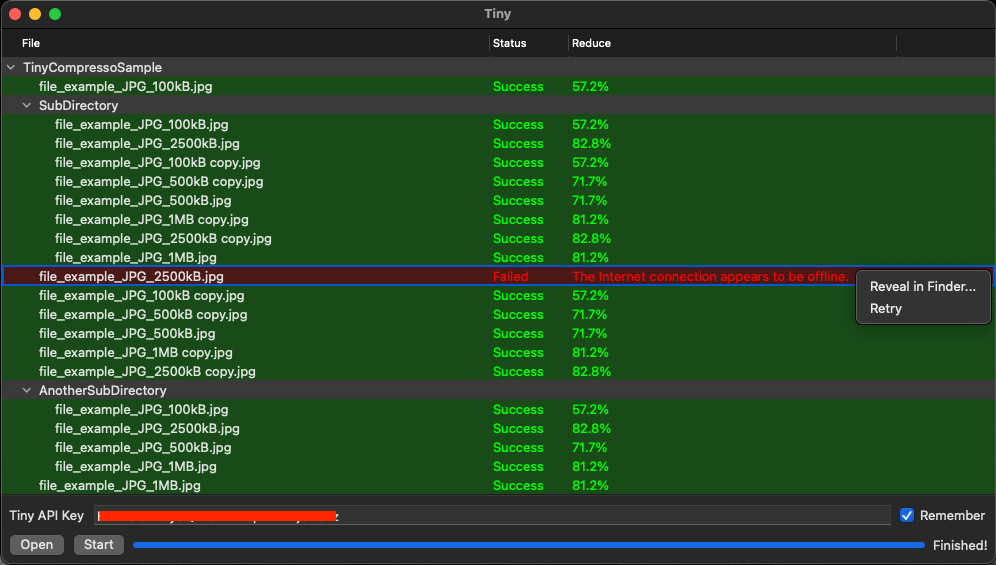 Tiny
File Status Reduce
TinyCompressoSample
file_example_JPG_100kB.jpg Success 57.2%
SubDirectory
file_example_JPG_100kB.jpg Success 57.2%
file_example_JPG_2500kB.jpg Success 82.8%
file_example_JPG_100kB copy.jpg Success 57.2%
file_example_JPG_500kB copy.jpg Success 71.7%
file_example_JPG_500kB.jpg Success 71.7%
file_example_JPG_1MB copy.jpg Success 81.2%
file_example_JPG_2500kB copy.jpg Success 82.8%
file_example_JPG_1MB.jpg Success 81.2%
file_example_JPG_2500kB.jpg Failed The Internet connection appears to be offline.
Reveal in Finder...
file_example_JPG_100kB copy.jpg Success 57.2%
Retry
file_example_JPG_500kB copy.jpg Success 71.7%
file_example_JPG_500kB.jpg Success 71.7%
file_example_JPG_1MB copy.jpg Success 81.2%
file_example_JPG_2500kB copy.jpg Success 82.8%
AnotherSubDirectory
file_example_JPG_100kB.jpg Success 57.2%
file_example_JPG_2500kB.jpg Success 82.8%
file_example_JPG_500kB.jpg Success 71.7%
file_example_JPG_1MB.jpg Success 81.2%
file_example_JPG_1MB.jpg Success 81.2%
Tiny API Key Remember
Open Start Finished!